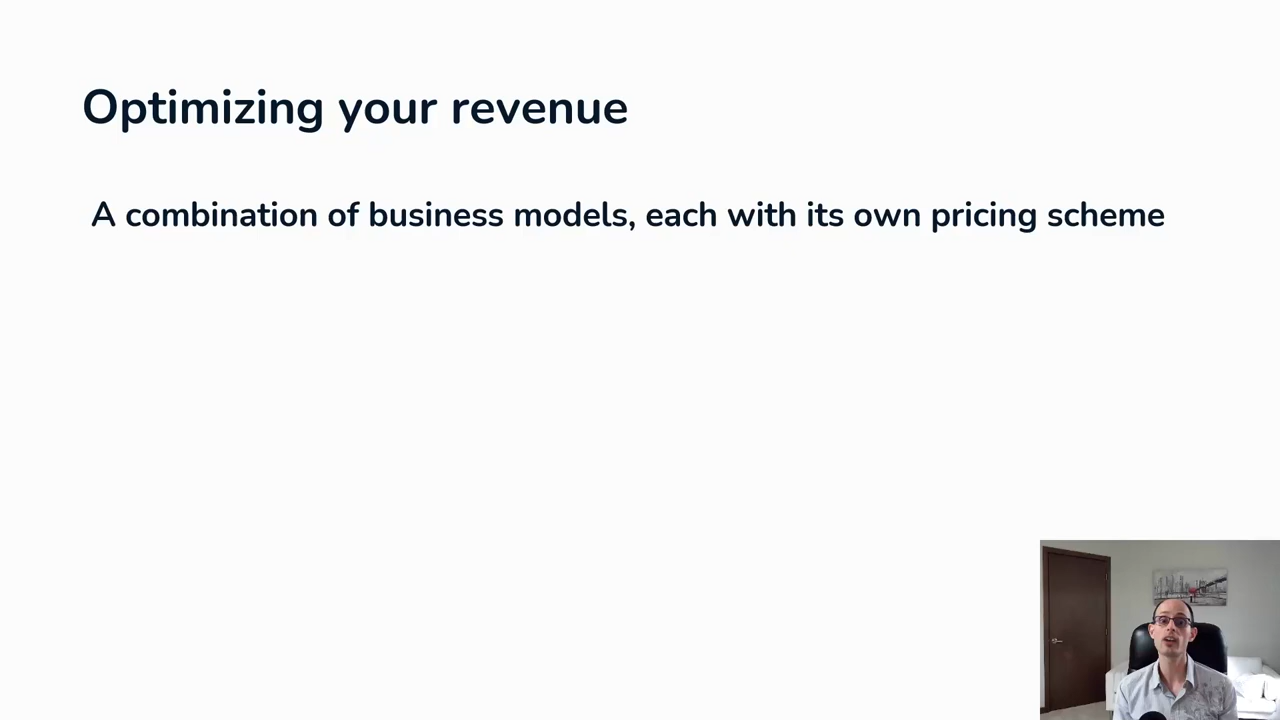 Optimizing your revenue
A combination of business models, each with its own pricing scheme